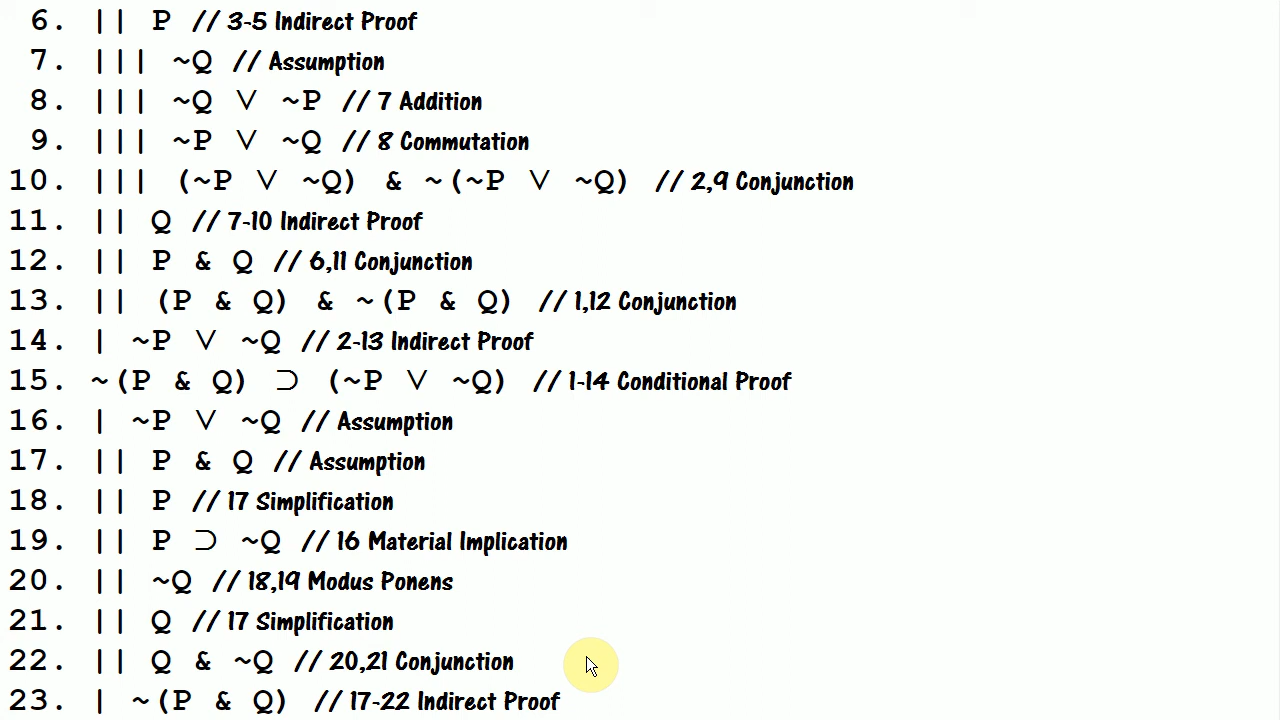 6. || P // 3-5 Indirect Proof
7. ||| ~Q // Assumption
8. ||| ~Q ∨ ~P // 7 Addition
9. ||| ~P ∨ ~Q // 8 Commutation
10. ||| (~P ∨ ~Q) & ~(~P ∨ ~Q) // 2,9 Conjunction
11. || Q // 7-10 Indirect Proof
12. || P & Q // 6,11 Conjunction
13. || (P & Q) & ~(P & Q) // 1,12 Conjunction
14. | ~P ∨ ~Q // 2-13 Indirect Proof
15. ~(P & Q) ⊃ (~P ∨ ~Q) // 1-14 Conditional Proof
16. | ~P ∨ ~Q // Assumption
17. || P & Q // Assumption
18. || P // 17 Simplification
19. || P ⊃ ~Q // 16 Material Implication
20. || ~Q // 18,19 Modus Ponens
21. || Q // 17 Simplification
22. || Q & ~Q // 20,21 Conjunction
23. | ~(P & Q) // 17-22 Indirect Proof